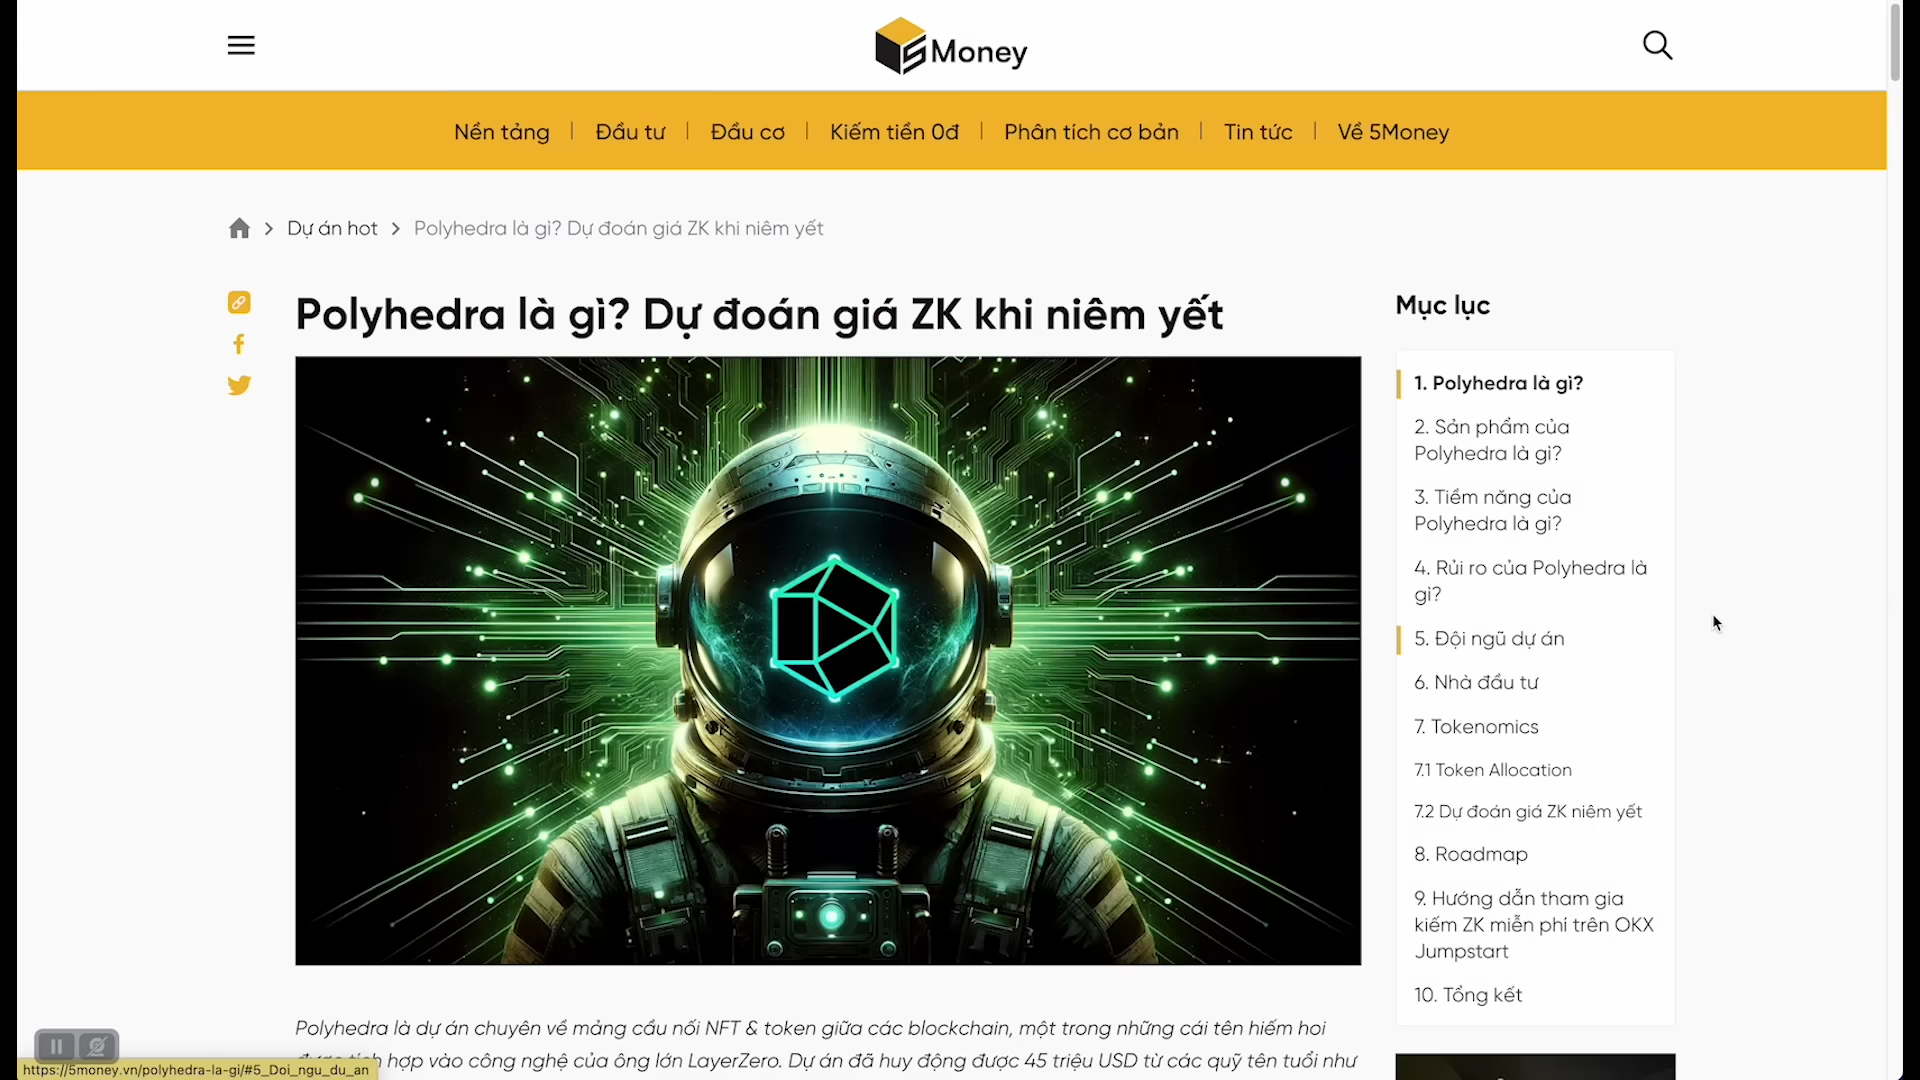 5Money
Nền tảng | Đầu tư | Đầu cơ | Kiếm tiền 0đ | Phân tích cơ bản | Tin tức | Về 5Money
Dự án hot > Polyhedra là gì? Dự đoán giá ZK khi niêm yết
Polyhedra là gì? Dự đoán giá ZK khi niêm yết
Polyhedra là dự án chuyên về mảng cầu nối NFT & token giữa các blockchain, một trong những cái tên hiếm hoi
được tích hợp vào công nghệ của ông lớn LayerZero. Dự án đã huy động được 45 triệu USD từ các quỹ tên tuổi như
Mục lục
1. Polyhedra là gì?
2. Sản phẩm của
Polyhedra là gì?
3. Tiềm năng của
Polyhedra là gì?
4. Rủi ro của Polyhedra là
gì?
5. Đội ngũ dự án
6. Nhà đầu tư
7. Tokenomics
7.1 Token Allocation
7.2 Dự đoán giá ZK niêm yết
8. Roadmap
9. Hướng dẫn tham gia
kiếm ZK miễn phí trên OKX
Jumpstart
10. Tổng kết
https://5money.vn/polyhedra-la-gi/#5_Doi_ngu_du_an